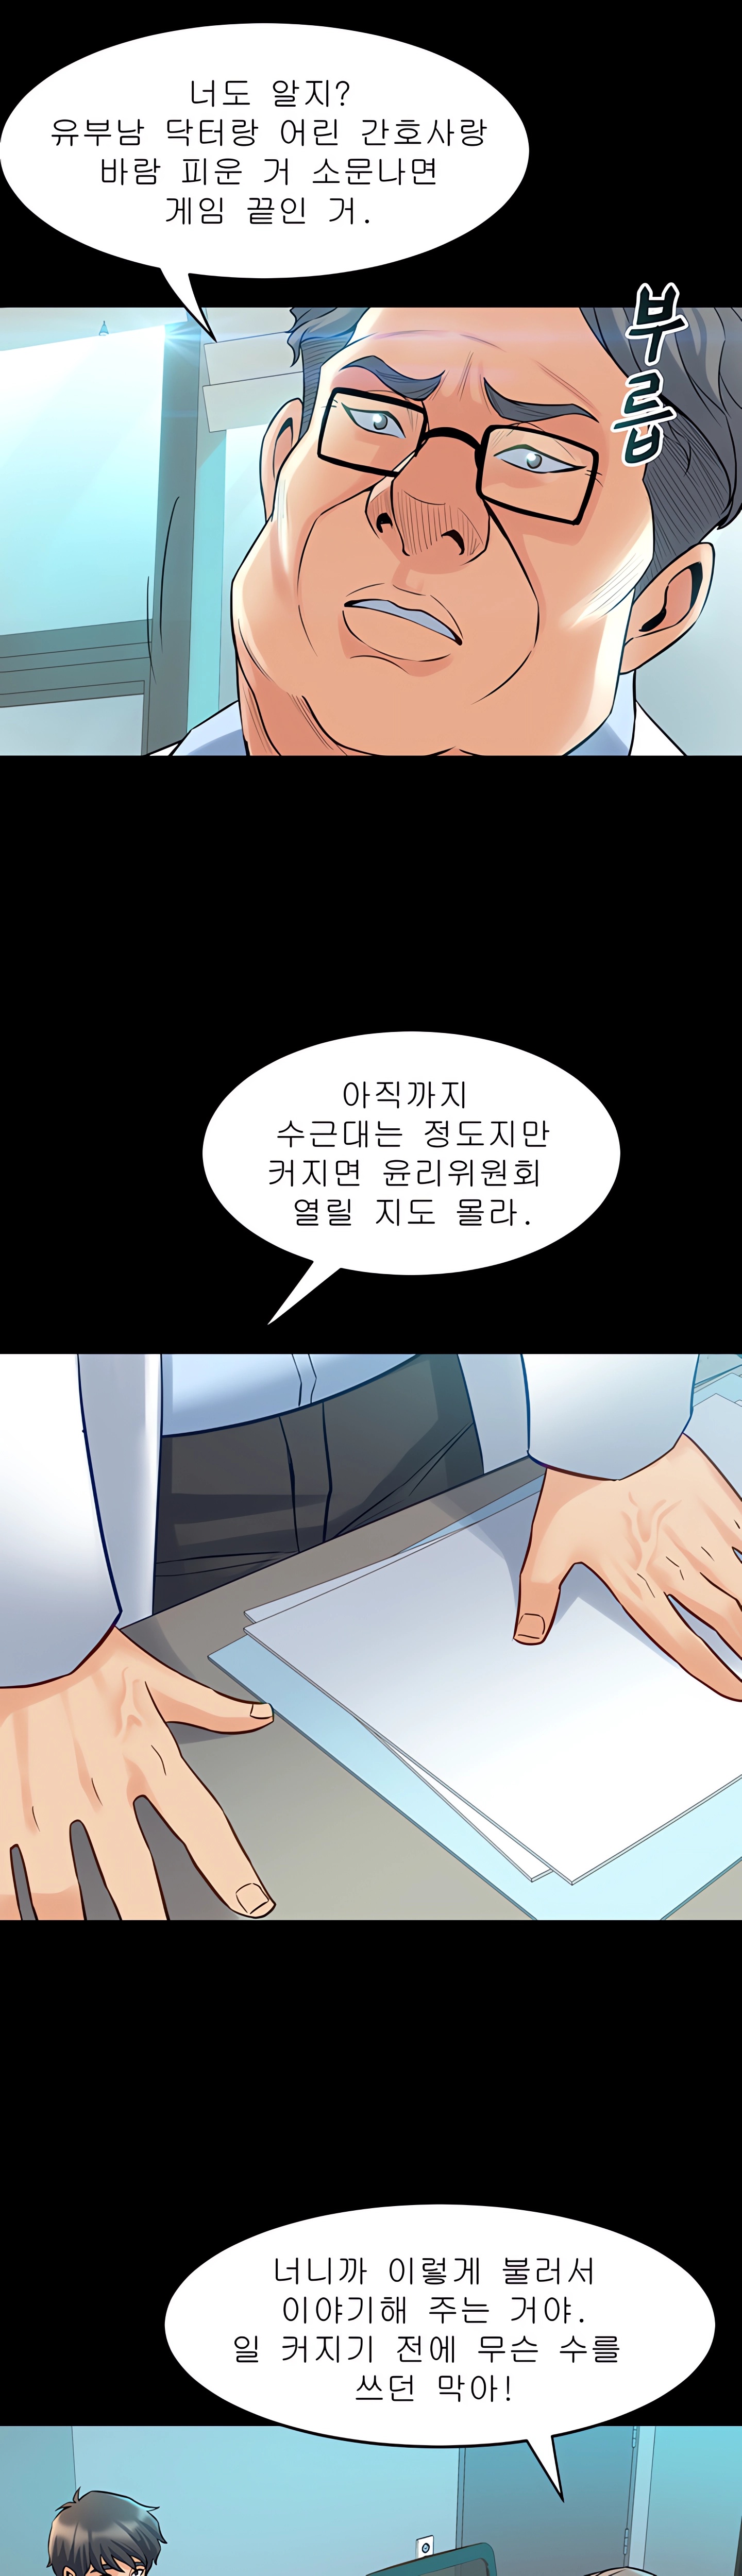 너도 알지?
유부남 닥터랑 어린 간호사랑
바람 피운 거 소문나면
게임 끝인 거.
부릅
아직까지
수근대는 정도지만
커지면 윤리위원회
열릴 지도 몰라.
너니까 이렇게 불러서
이야기해 주는 거야.
일 커지기 전에 무슨 수를
쓰던 막아!